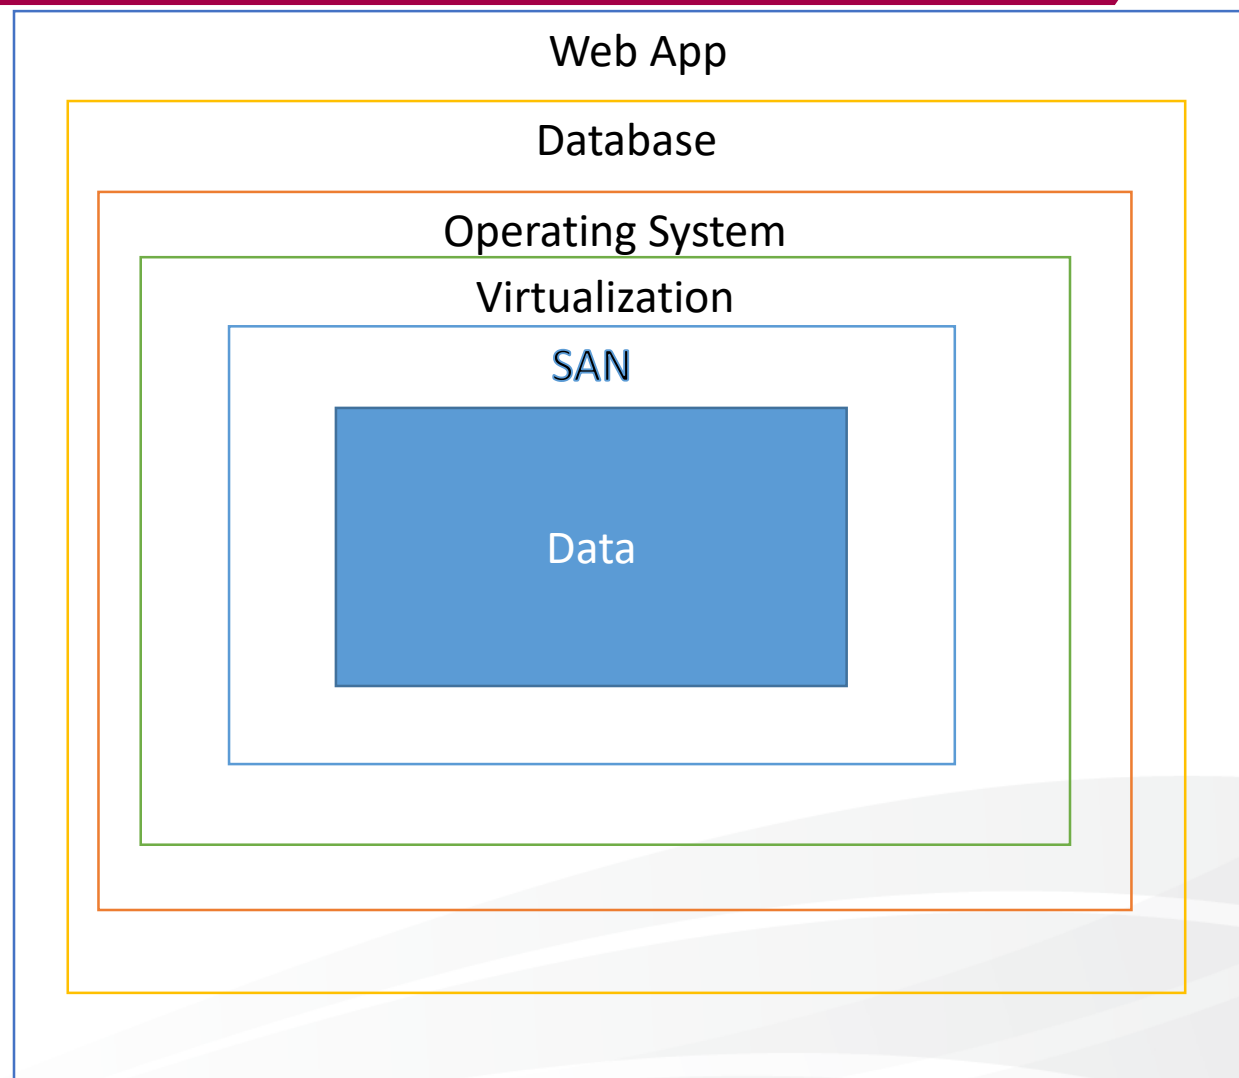 Web App
Database
Operating System
Virtualization
SAN
Data